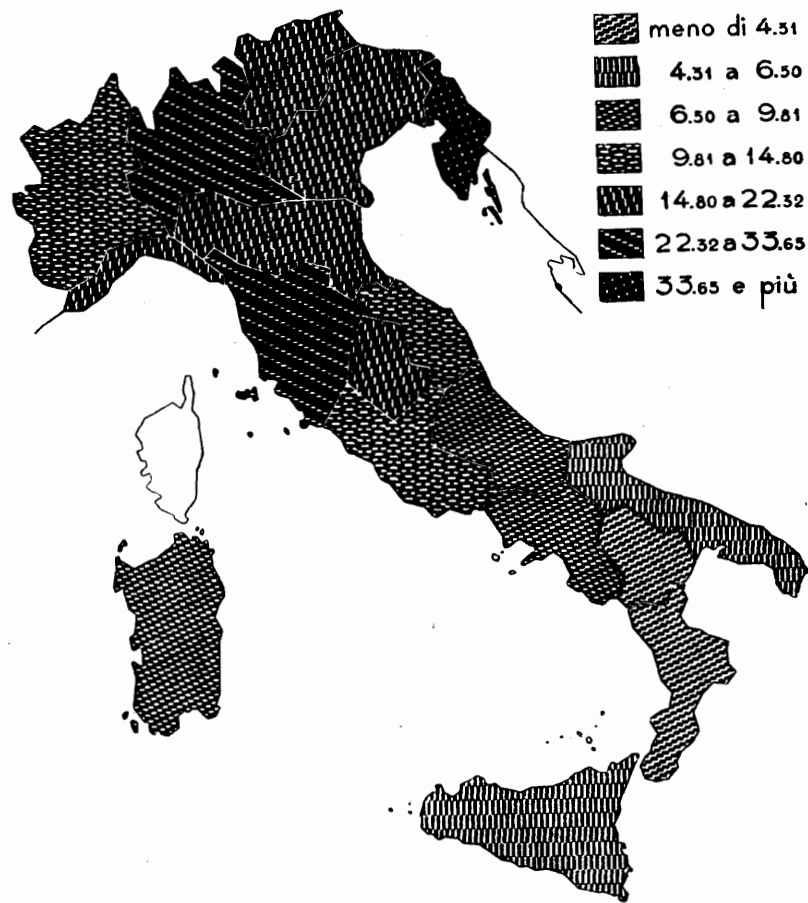 meno di 4.31
4.31 a 6.50
6.50 a 9.81
9.81 a 14.80
14.80 a 22.32
22.32 a 33.65
33.65 e più